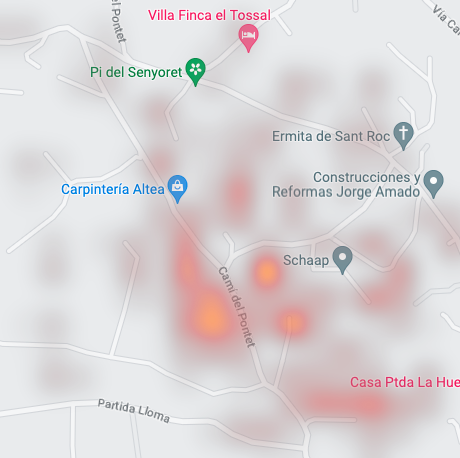 el Pontet
Villa Finca el Tossal
Via Ca
Pi del Senyoret
Ermita de Sant Roc
Construcciones y
Reformas Jorge Amado
Carpintería Altea
Schaap
Camí del Pontet
Casa Ptda La Hue
Partida Lloma